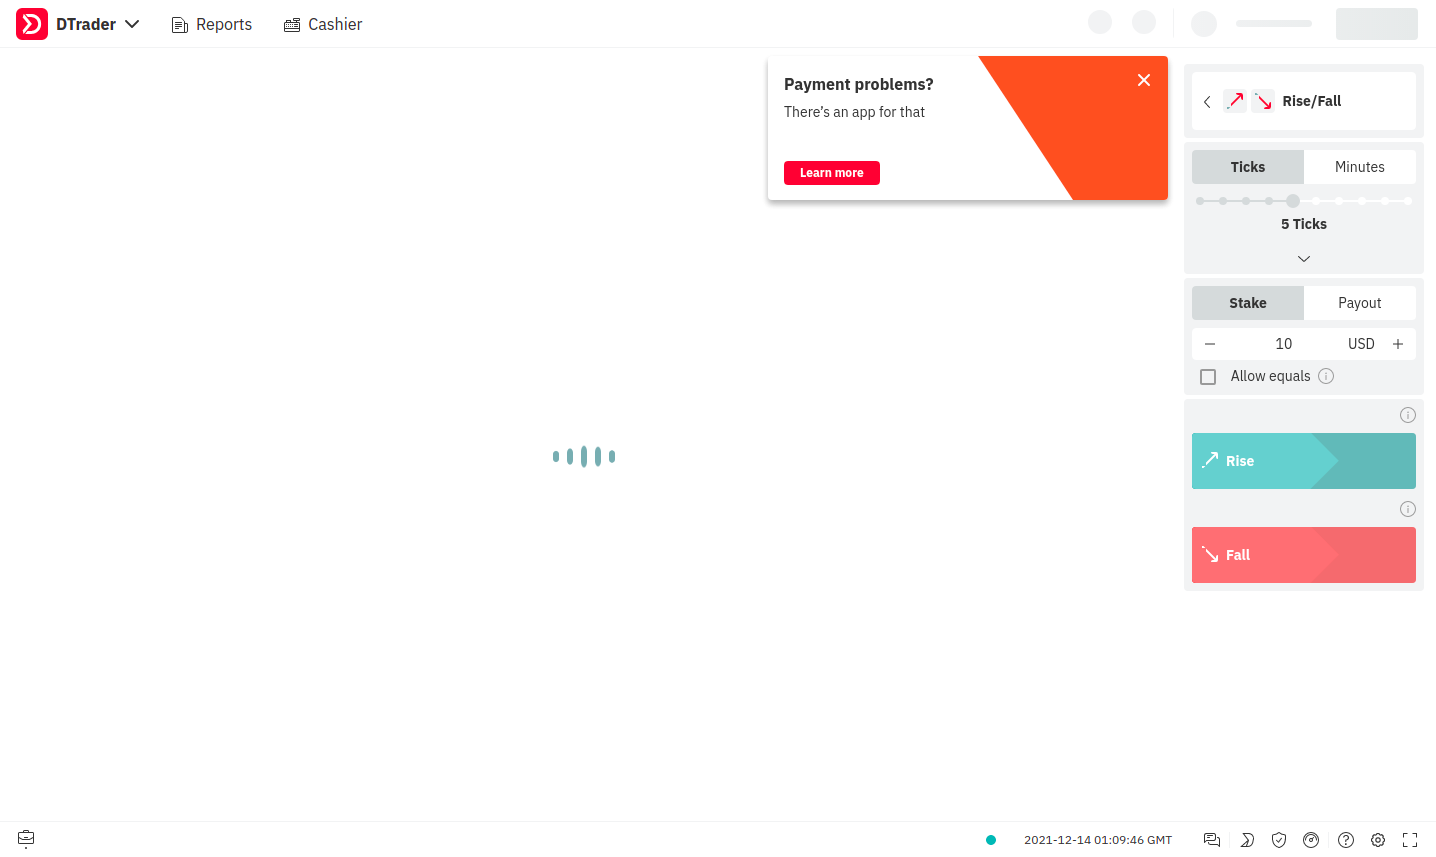 DTrader
Reports
Cashier
Payment problems?
There's an app for that
Learn more
Rise/Fall
Ticks
Minutes
5 Ticks
Stake
Payout
10
USD
Allow equals
Rise
Fall
2021-12-14 01:09:46 GMT